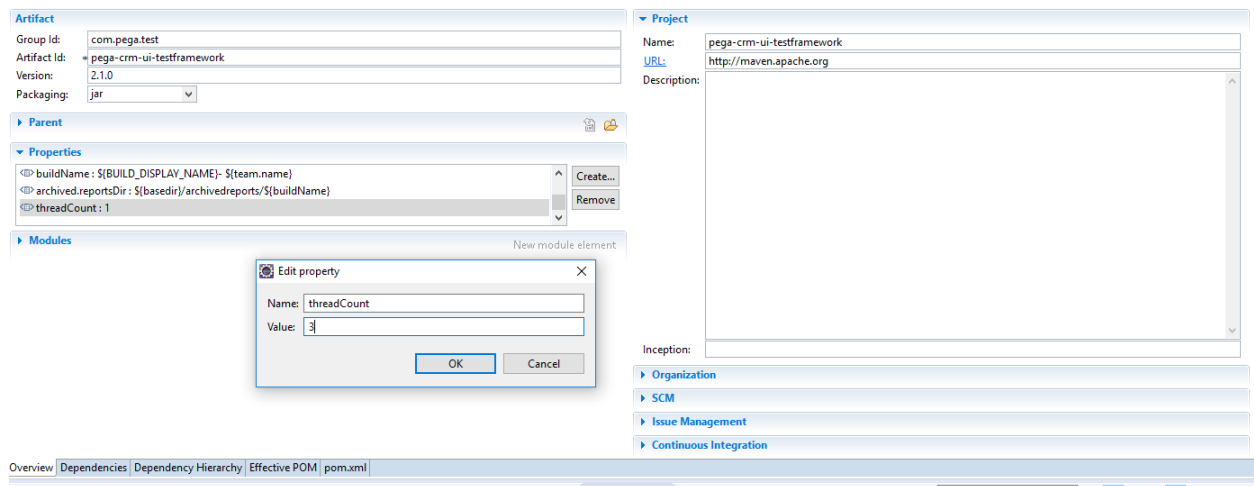 Artifact
Group Id: com.pega.test
Artifact Id: pega-crm-ui-testframework
Version: 2.1.0
Packaging: jar
Parent
Properties
buildName : ${BUILD_DISPLAY_NAME}- ${team.name}
archived.reportsDir : ${basedir}/archivedreports/${buildName}
threadCount : 1
Create...
Remove
Modules
New module element
Edit property
Name: threadCount
Value: 3
OK Cancel
Project
Name: pega-crm-ui-testframework
URL: http://maven.apache.org
Description:
Inception:
Organization
SCM
Issue Management
Continuous Integration
Overview Dependencies Dependency Hierarchy Effective POM pom.xml